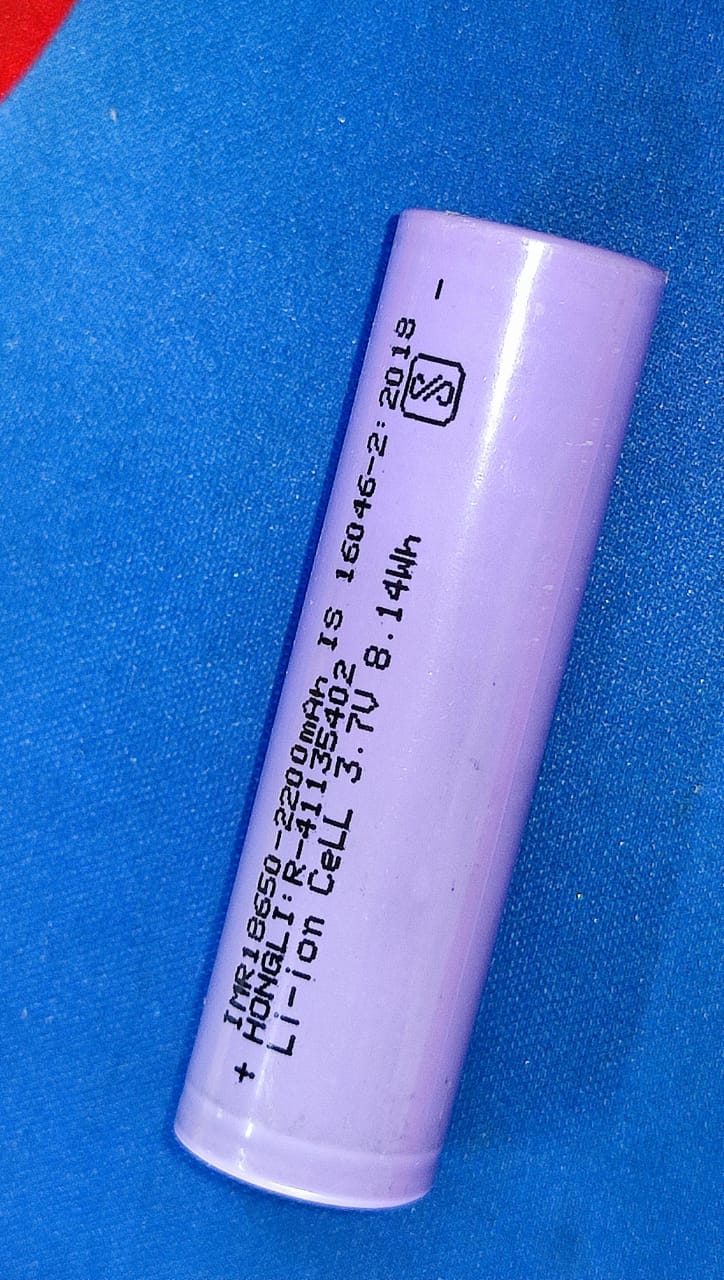 IMR18650-2200mAh IS 16046-2:2018
HONGLI:R-41135402
Li-ion CeLL 3.7V 8.14Wh
+ -